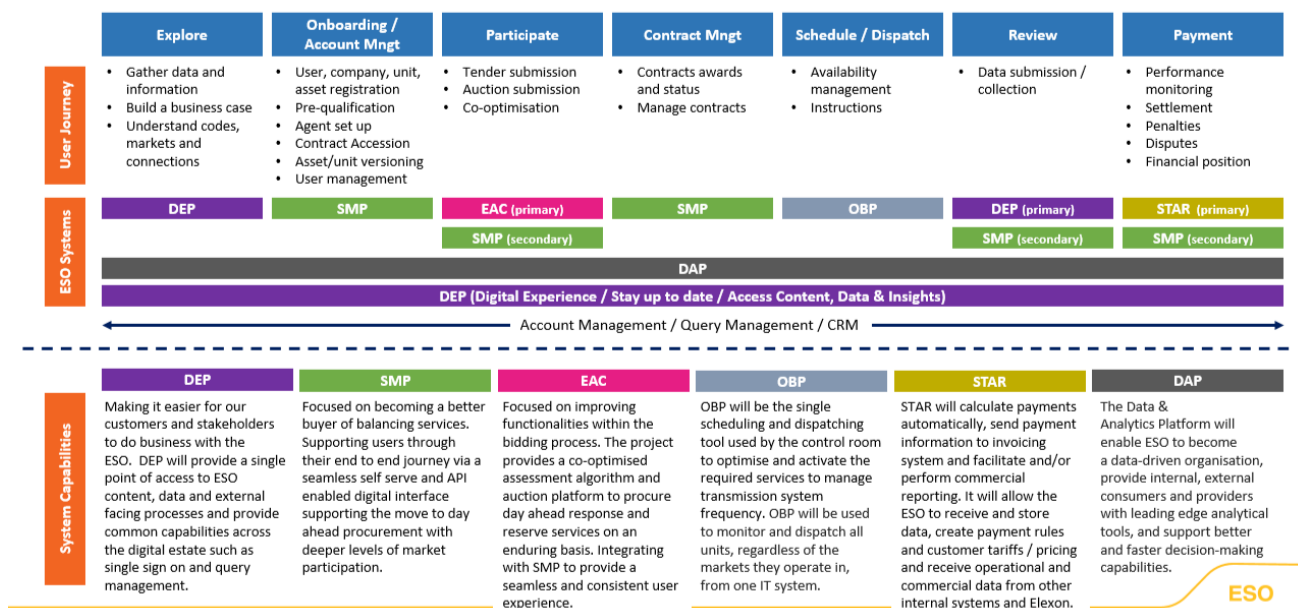 Explore
Onboarding /
Account Mngt
Participate
Contract Mngt
Schedule / Dispatch
Review
Payment
User Journey
• Gather data and
information
• Build a business case
• Understand codes,
markets and
connections
• User, company, unit,
asset registration
• Pre-qualification
• Agent set up
• Contract Accession
• Asset/unit versioning
• User management
• Tender submission
• Auction submission
• Co-optimisation
• Contracts awards
and status
• Manage contracts
• Availability
management
• Instructions
• Data submission /
collection
• Performance
monitoring
• Settlement
• Penalties
• Disputes
• Financial position
ESO Systems
DEP
SMP
EAC (primary)
SMP (secondary)
SMP
OBP
DEP (primary)
SMP (secondary)
STAR (primary)
SMP (secondary)
DAP
DEP (Digital Experience / Stay up to date / Access Content, Data & Insights)
Account Management / Query Management / CRM
System Capabilities
DEP
Making it easier for our
customers and stakeholders
to do business with the
ESO. DEP will provide a single
point of access to ESO
content, data and external
facing processes and provide
common capabilities across
the digital estate such as
single sign on and query
management.
SMP
Focused on becoming a better
buyer of balancing services.
Supporting users through
their end to end journey via a
seamless self serve and API
enabled digital interface
supporting the move to day
ahead procurement with
deeper levels of market
participation.
EAC
Focused on improving
functionalities within the
bidding process. The project
provides a co-optimised
assessment algorithm and
auction platform to procure
day ahead response and
reserve services on an
enduring basis. Integrating
with SMP to provide a
seamless and consistent user
experience.
OBP
OBP will be the single
scheduling and dispatching
tool used by the control room
to optimise and activate the
required services to manage
transmission system
frequency. OBP will be used
to monitor and dispatch all
units, regardless of the
markets they operate in,
from one IT system.
STAR
STAR will calculate payments
automatically, send payment
information to invoicing
system and facilitate and/or
perform commercial
reporting. It will allow the
ESO to receive and store
data, create payment rules
and customer tariffs / pricing
and receive operational and
commercial data from other
internal systems and Elexon.
DAP
The Data &
Analytics Platform will
enable ESO to become
a data-driven organisation,
provide internal, external
consumers and providers
with leading edge analytical
tools, and support better
and faster decision-making
capabilities.
ESO